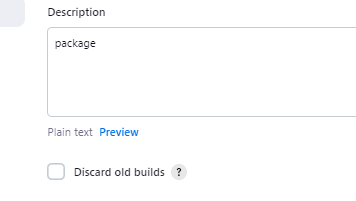 Description
package
Plain text Preview
Discard old builds ?